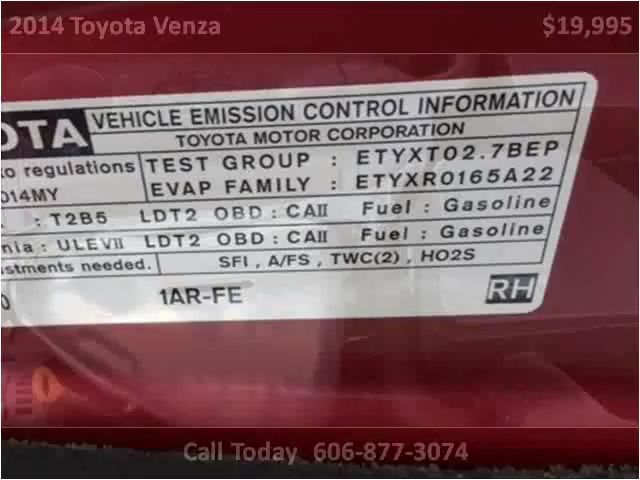 2014 Toyota Venza $19,995
OTA VEHICLE EMISSION CONTROL INFORMATION
TOYOTA MOTOR CORPORATION
to regulations TEST GROUP : ETYXT02.7BEP
014MY EVAP FAMILY : ETYXR0165A22
: T2B5 LDT2 OBD : CAII Fuel : Gasoline
nia : ULEVII LDT2 OBD : CAII Fuel : Gasoline
ustments needed. SFI , A/FS , TWC(2) , HO2S
1AR-FE RH
Call Today 606-877-3074